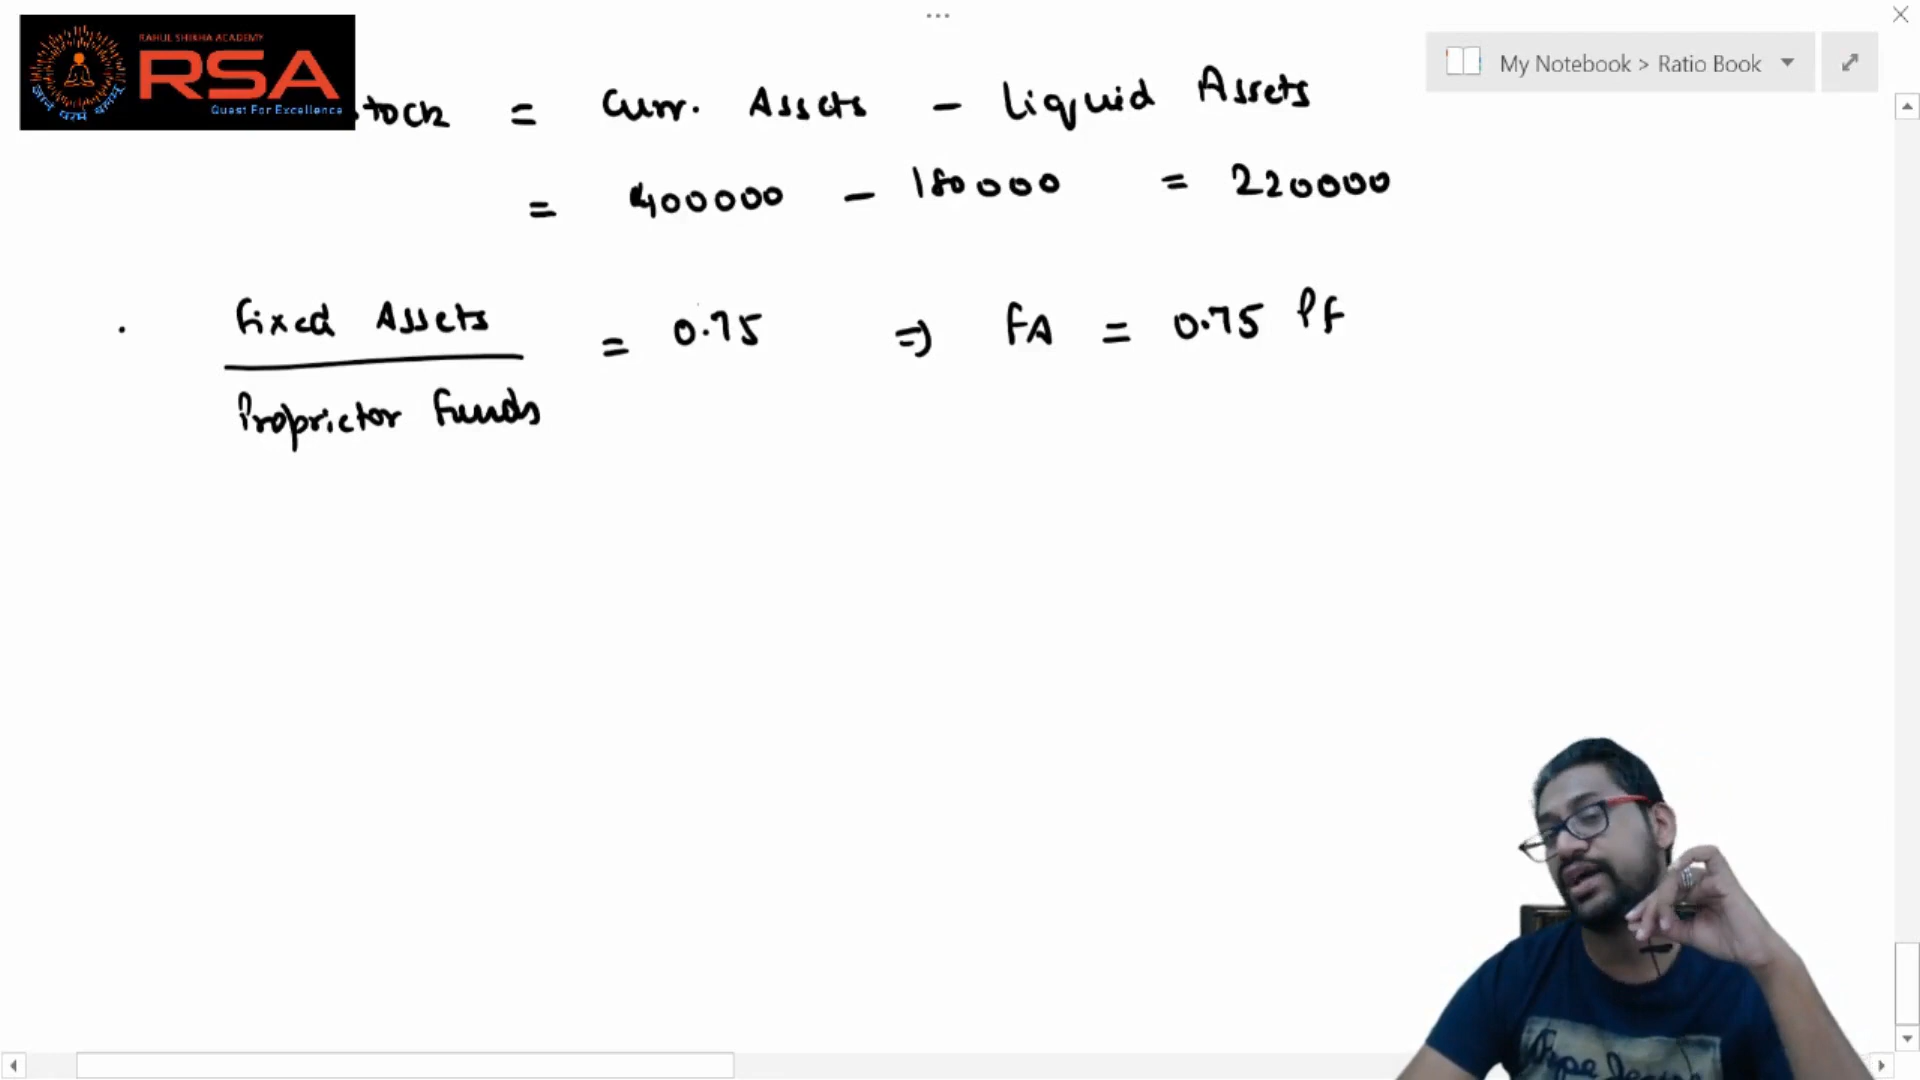 RAHUL SHIKHA ACADEMY
RSA
Quest For Excellence
My Notebook > Ratio Book
tock = Curr. Assets - Liquid Assets
= 400000 - 180000 = 220000
Fixed Assets = 0.75 => FA = 0.75 PF
Proprietor Funds